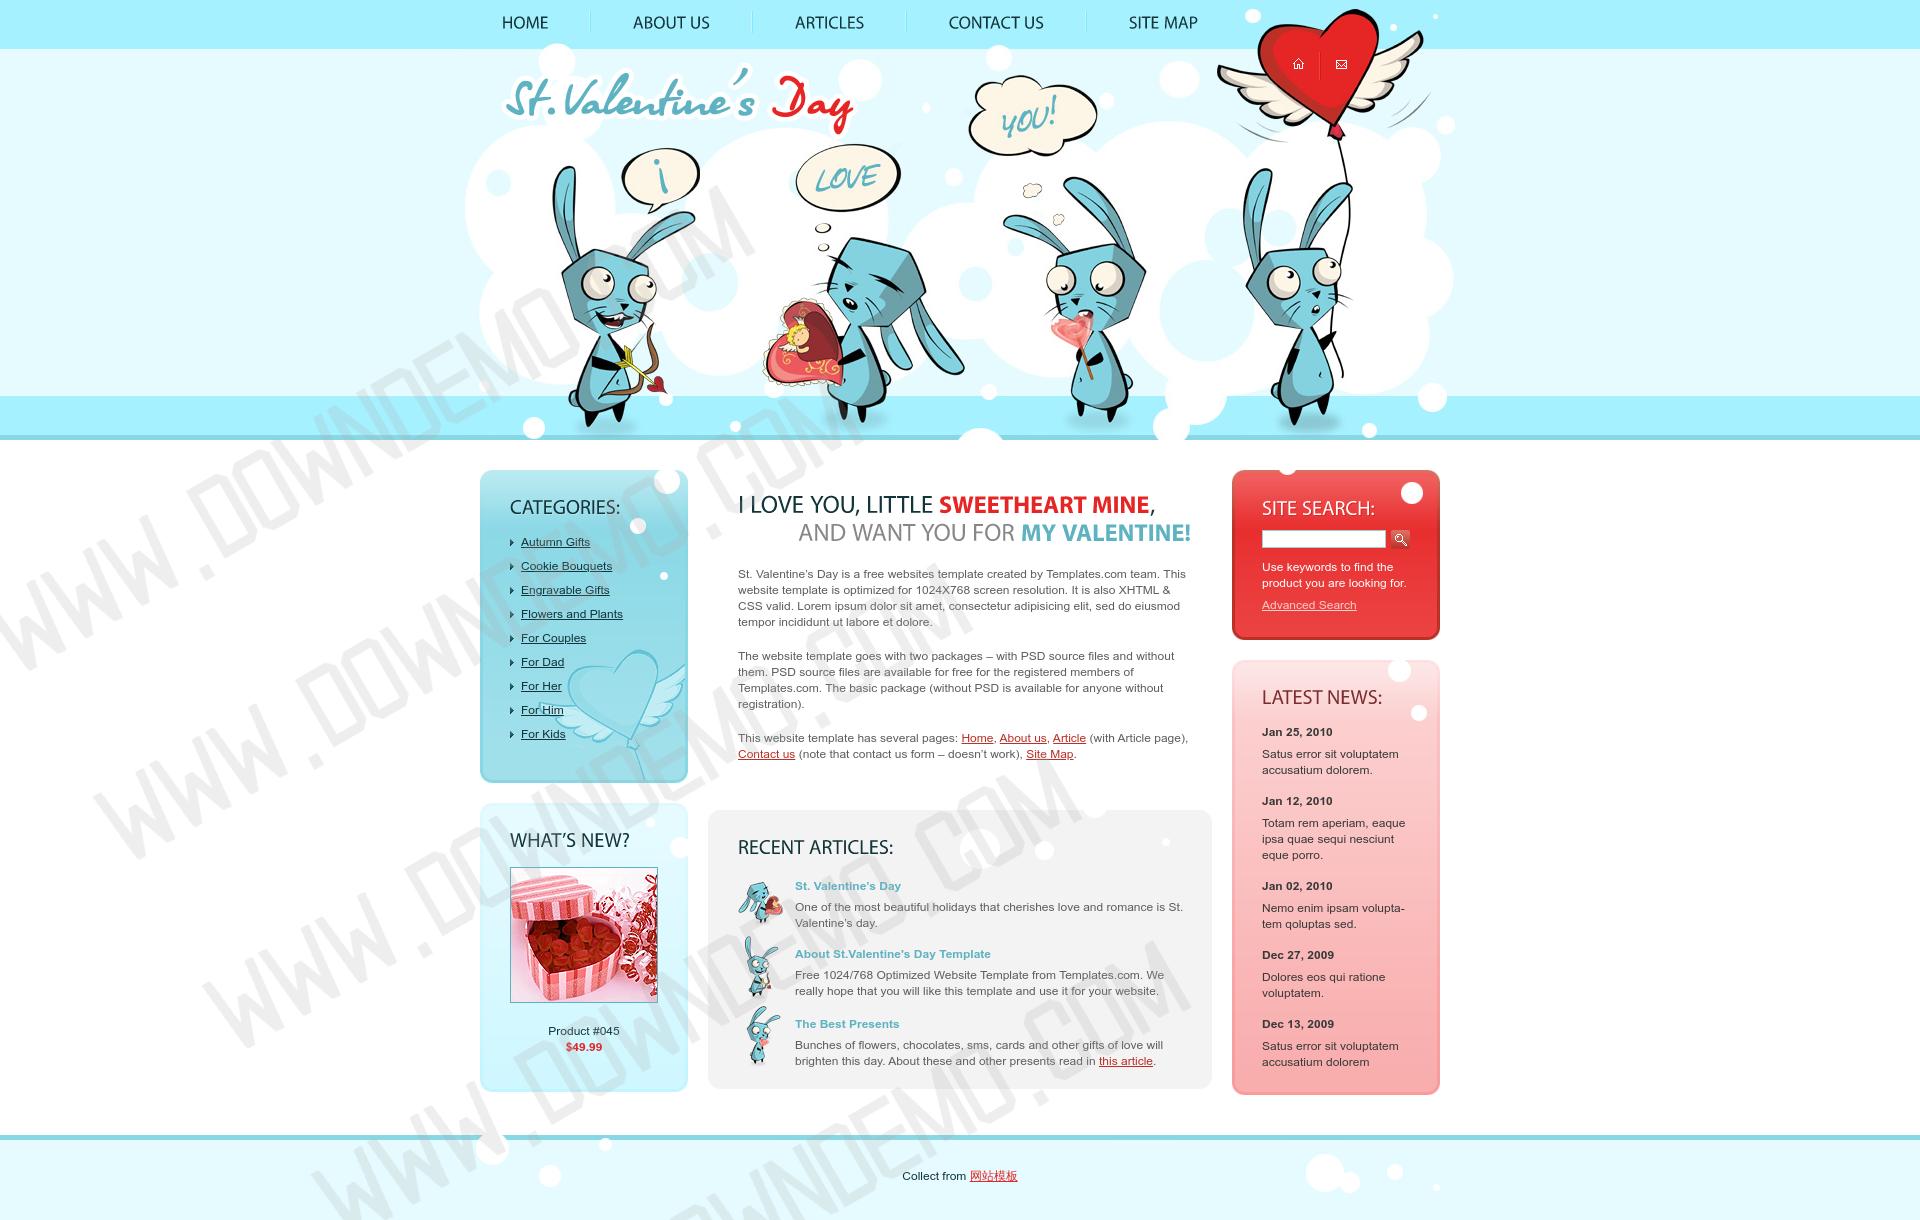 HOME ABOUT US ARTICLES CONTACT US SITE MAP
St. Valentine's Day
i
LOVE
YOU!
CATEGORIES:
Autumn Gifts
Cookie Bouquets
Engravable Gifts
Flowers and Plants
For Couples
For Dad
For Her
For Him
For Kids
WHAT'S NEW?
Product #045
$49.99
I LOVE YOU, LITTLE SWEETHEART MINE,
AND WANT YOU FOR MY VALENTINE!
St. Valentine's Day is a free websites template created by Templates.com team. This
website template is optimized for 1024X768 screen resolution. It is also XHTML &
CSS valid. Lorem ipsum dolor sit amet, consectetur adipisicing elit, sed do eiusmod
tempor incididunt ut labore et dolore.
The website template goes with two packages – with PSD source files and without
them. PSD source files are available for free for the registered members of
Templates.com. The basic package (without PSD is available for anyone without
registration).
This website template has several pages: Home, About us, Article (with Article page),
Contact us (note that contact us form – doesn't work), Site Map.
RECENT ARTICLES:
St. Valentine's Day
One of the most beautiful holidays that cherishes love and romance is St.
Valentine's day.
About St.Valentine's Day Template
Free 1024/768 Optimized Website Template from Templates.com. We
really hope that you will like this template and use it for your website.
The Best Presents
Bunches of flowers, chocolates, sms, cards and other gifts of love will
brighten this day. About these and other presents read in this article.
SITE SEARCH:
Use keywords to find the
product you are looking for.
Advanced Search
LATEST NEWS:
Jan 25, 2010
Satus error sit voluptatem
accusatium dolorem.
Jan 12, 2010
Totam rem aperiam, eaque
ipsa quae sequi nesciunt
eque porro.
Jan 02, 2010
Nemo enim ipsam volupta-
tem qoluptas sed.
Dec 27, 2009
Dolores eos qui ratione
voluptatem.
Dec 13, 2009
Satus error sit voluptatem
accusatium dolorem
Collect from 网站模板
WWW.DOWNDEMO.COM
WWW.DOWNDEMO.COM
WWW.DOWNDEMO.COM
WWW.DOWNDEMO.COM
WWW.DOWNDEMO.COM